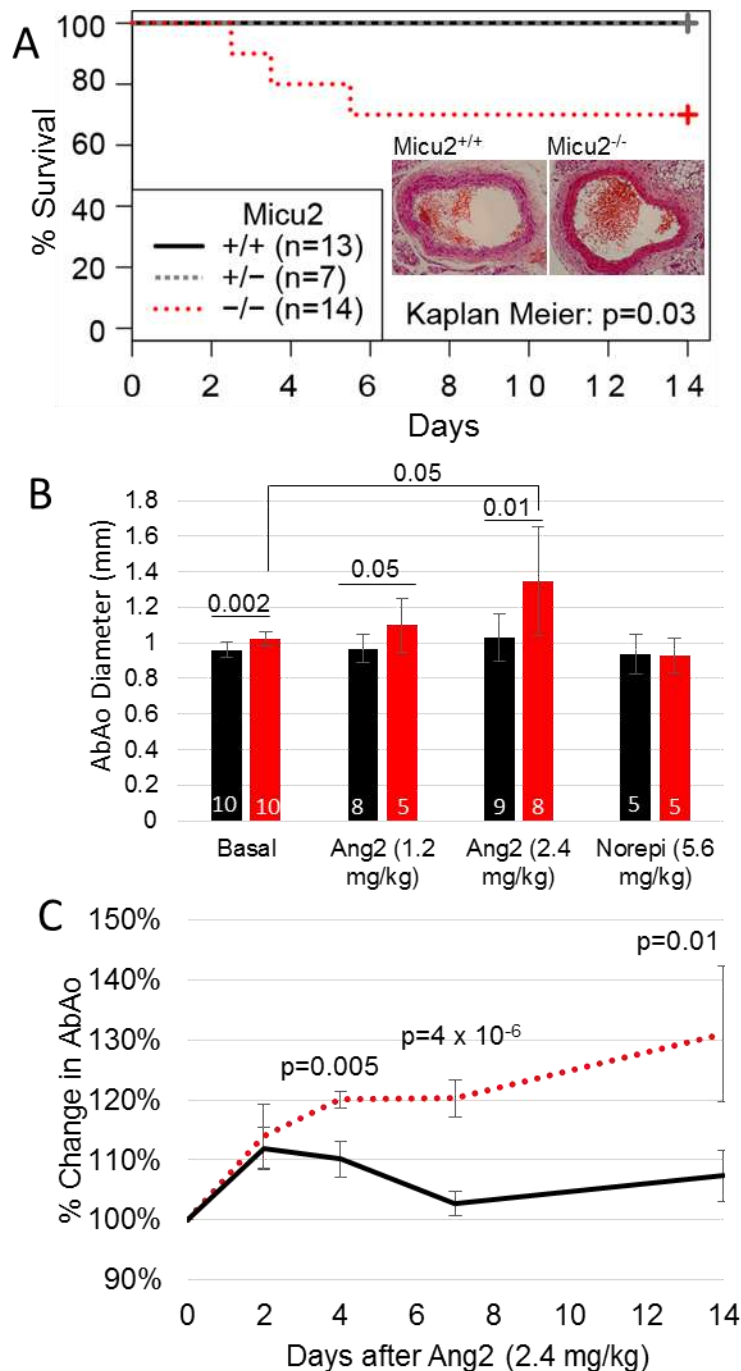 A
% Survival
100
80
60
40
20
0
Micu2+/+
Micu2-/-
Micu2
+/+ (n=13)
+/− (n=7)
−/− (n=14)
Kaplan Meier: p=0.03
0 2 4 6 8 10 12 14
Days
B
AbAo Diameter (mm)
1.8
1.6
1.4
1.2
1
0.8
0.6
0.4
0.2
0
0.05
0.01
0.05
0.002
10 10 8 5 9 8 5 5
Basal
Ang2 (1.2 mg/kg)
Ang2 (2.4 mg/kg)
Norepi (5.6 mg/kg)
C
% Change in AbAo
150%
140%
130%
120%
110%
100%
90%
p=0.01
p=4 x 10-6
p=0.005
0 2 4 6 8 10 12 14
Days after Ang2 (2.4 mg/kg)